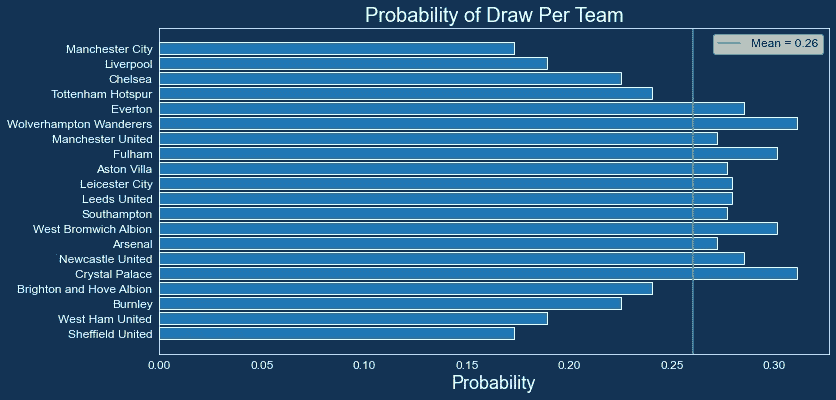 Probability of Draw Per Team
Mean = 0.26
Manchester City
Liverpool
Chelsea
Tottenham Hotspur
Everton
Wolverhampton Wanderers
Manchester United
Fulham
Aston Villa
Leicester City
Leeds United
Southampton
West Bromwich Albion
Arsenal
Newcastle United
Crystal Palace
Brighton and Hove Albion
Burnley
West Ham United
Sheffield United
0.00 0.05 0.10 0.15 0.20 0.25 0.30
Probability